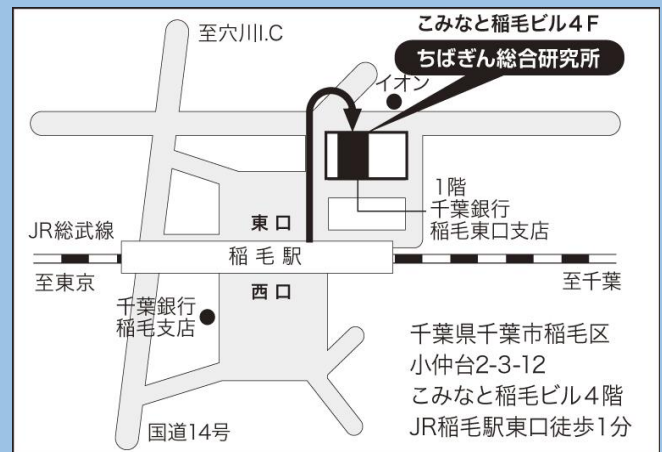 至穴川I.C
こみなと稲毛ビル4F
ちばぎん総合研究所
イオン
1階
千葉銀行
稲毛東口支店
東口
JR総武線
稲毛駅
至東京
至千葉
西口
千葉銀行
稲毛支店
国道14号
千葉県千葉市稲毛区
小仲台2-3-12
こみなと稲毛ビル4階
JR稲毛駅東口徒歩1分